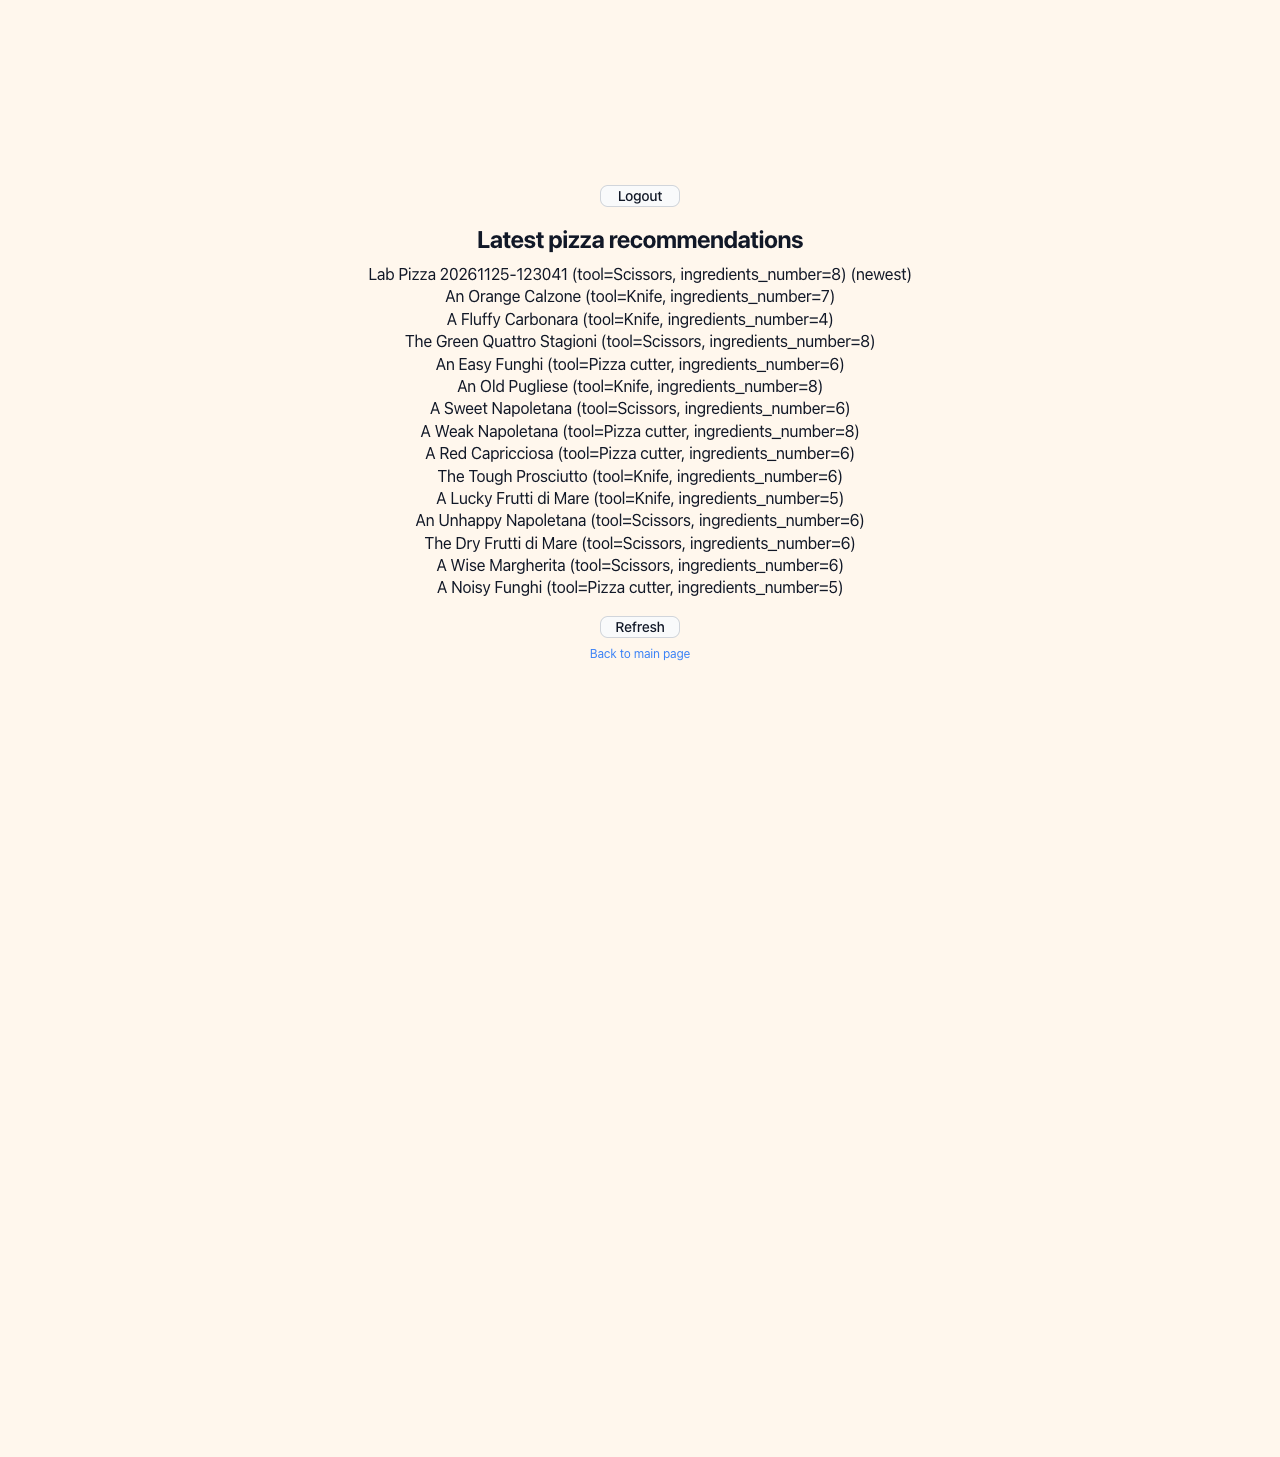 Logout
Latest pizza recommendations
Lab Pizza 20261125-123041 (tool=Scissors, ingredients_number=8) (newest)
An Orange Calzone (tool=Knife, ingredients_number=7)
A Fluffy Carbonara (tool=Knife, ingredients_number=4)
The Green Quattro Stagioni (tool=Scissors, ingredients_number=8)
An Easy Funghi (tool=Pizza cutter, ingredients_number=6)
An Old Pugliese (tool=Knife, ingredients_number=8)
A Sweet Napoletana (tool=Scissors, ingredients_number=6)
A Weak Napoletana (tool=Pizza cutter, ingredients_number=8)
A Red Capricciosa (tool=Pizza cutter, ingredients_number=6)
The Tough Prosciutto (tool=Knife, ingredients_number=6)
A Lucky Frutti di Mare (tool=Knife, ingredients_number=5)
An Unhappy Napoletana (tool=Scissors, ingredients_number=6)
The Dry Frutti di Mare (tool=Scissors, ingredients_number=6)
A Wise Margherita (tool=Scissors, ingredients_number=6)
A Noisy Funghi (tool=Pizza cutter, ingredients_number=5)
Refresh
Back to main page